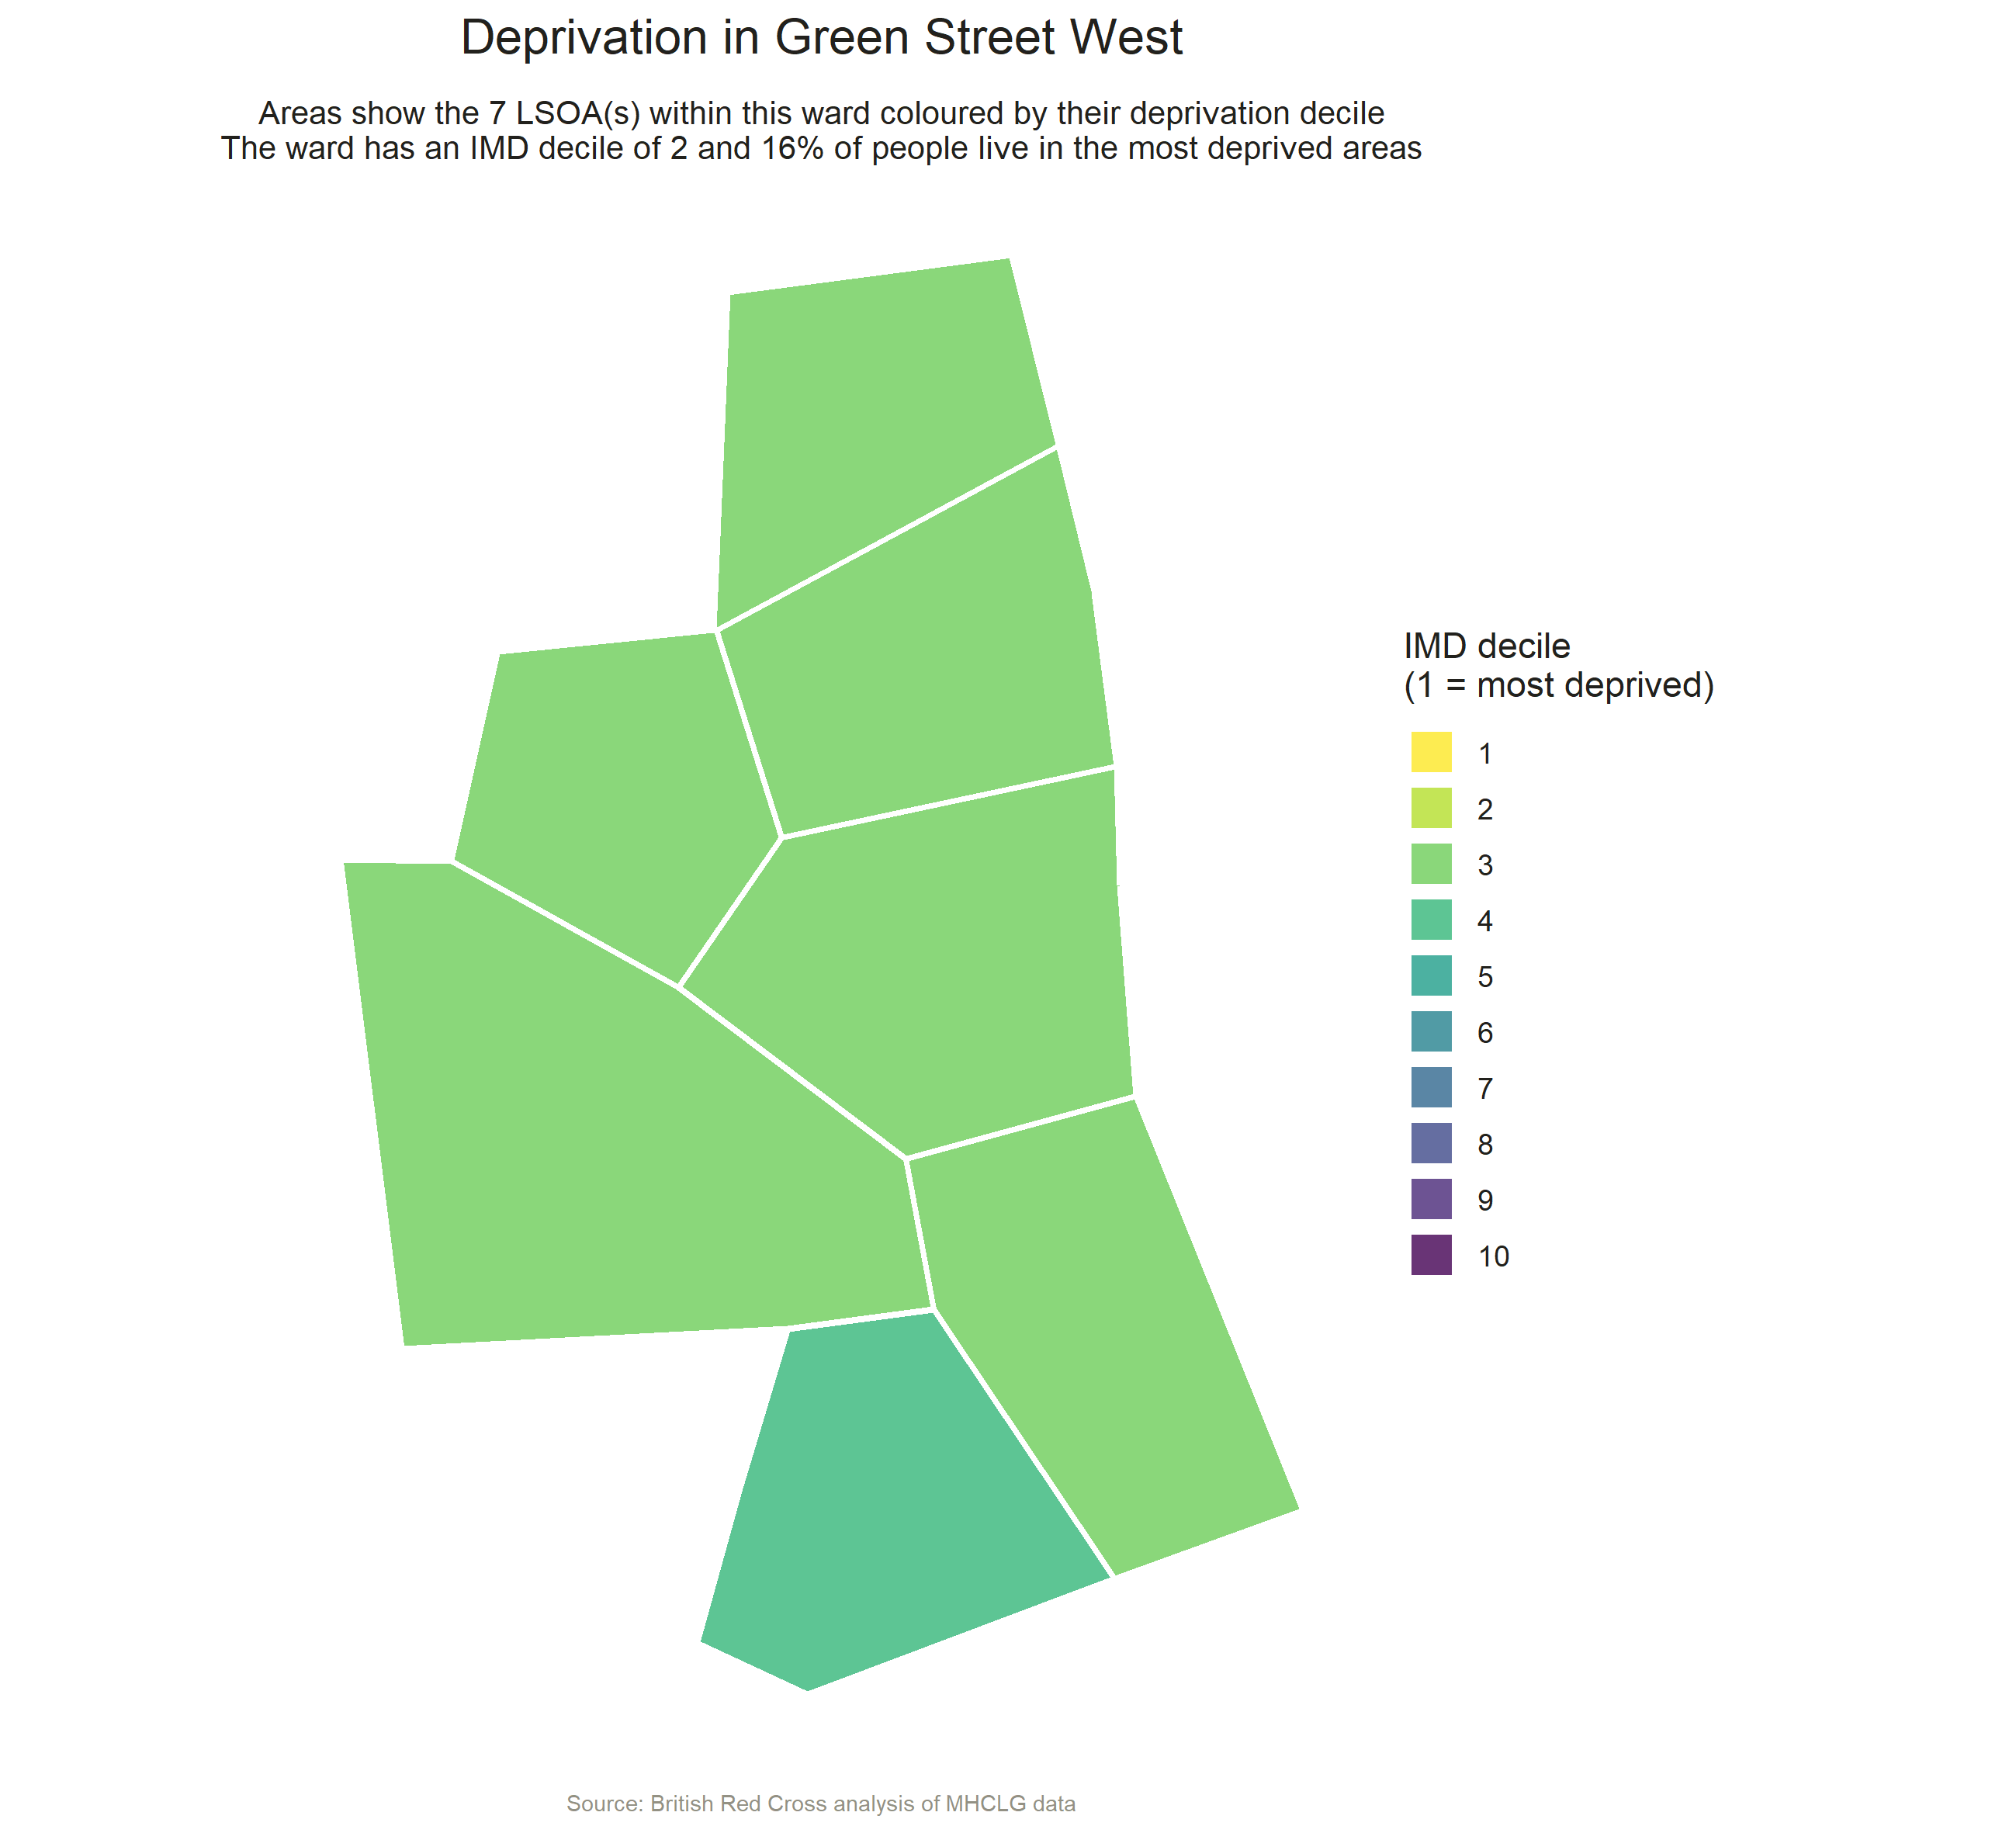 Deprivation in Green Street West
Areas show the 7 LSOA(s) within this ward coloured by their deprivation decile
The ward has an IMD decile of 2 and 16% of people live in the most deprived areas
IMD decile
(1 = most deprived)
1
2
3
4
5
6
7
8
9
10
Source: British Red Cross analysis of MHCLG data